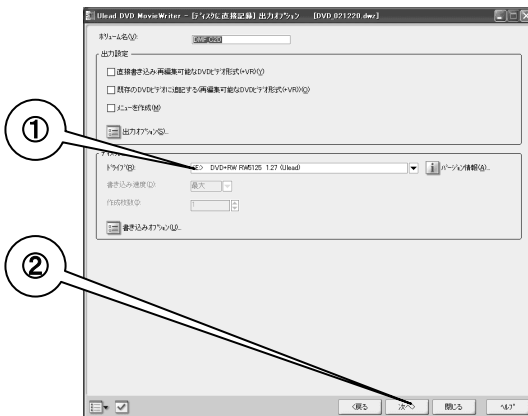 Ulead DVD MovieWriter - [ディスクに直接記録] 出力オプション [DVD_021220.dwz]
ボリューム名(V):
出力設定
直接書き込み:再編集可能なDVDビデオ形式(+VR)(Y)
既存のDVDビデオに追記する(再編集可能なDVDビデオ形式(+VR))(Q)
メニューを作成(M)
①
出力オプション(S)...
ドライブ(R):
DVD+RW RW5125 1.27 (Ulead)
バージョン情報(A)...
書き込み速度(D):
最大
作成枚数(I):
1
書き込みオプション(U)...
②
<戻る
次へ>
閉じる
ヘルプ